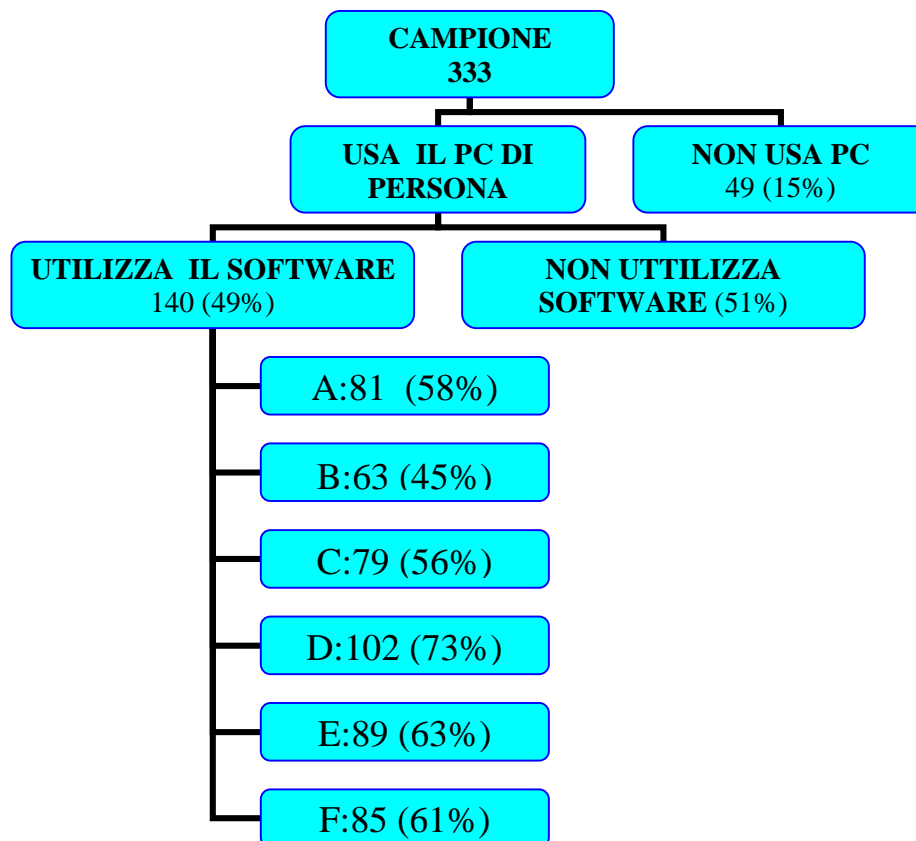 CAMPIONE
333
USA IL PC DI
PERSONA
NON USA PC
49 (15%)
UTILIZZA IL SOFTWARE
140 (49%)
NON UTTILIZZA
SOFTWARE (51%)
A:81 (58%)
B:63 (45%)
C:79 (56%)
D:102 (73%)
E:89 (63%)
F:85 (61%)